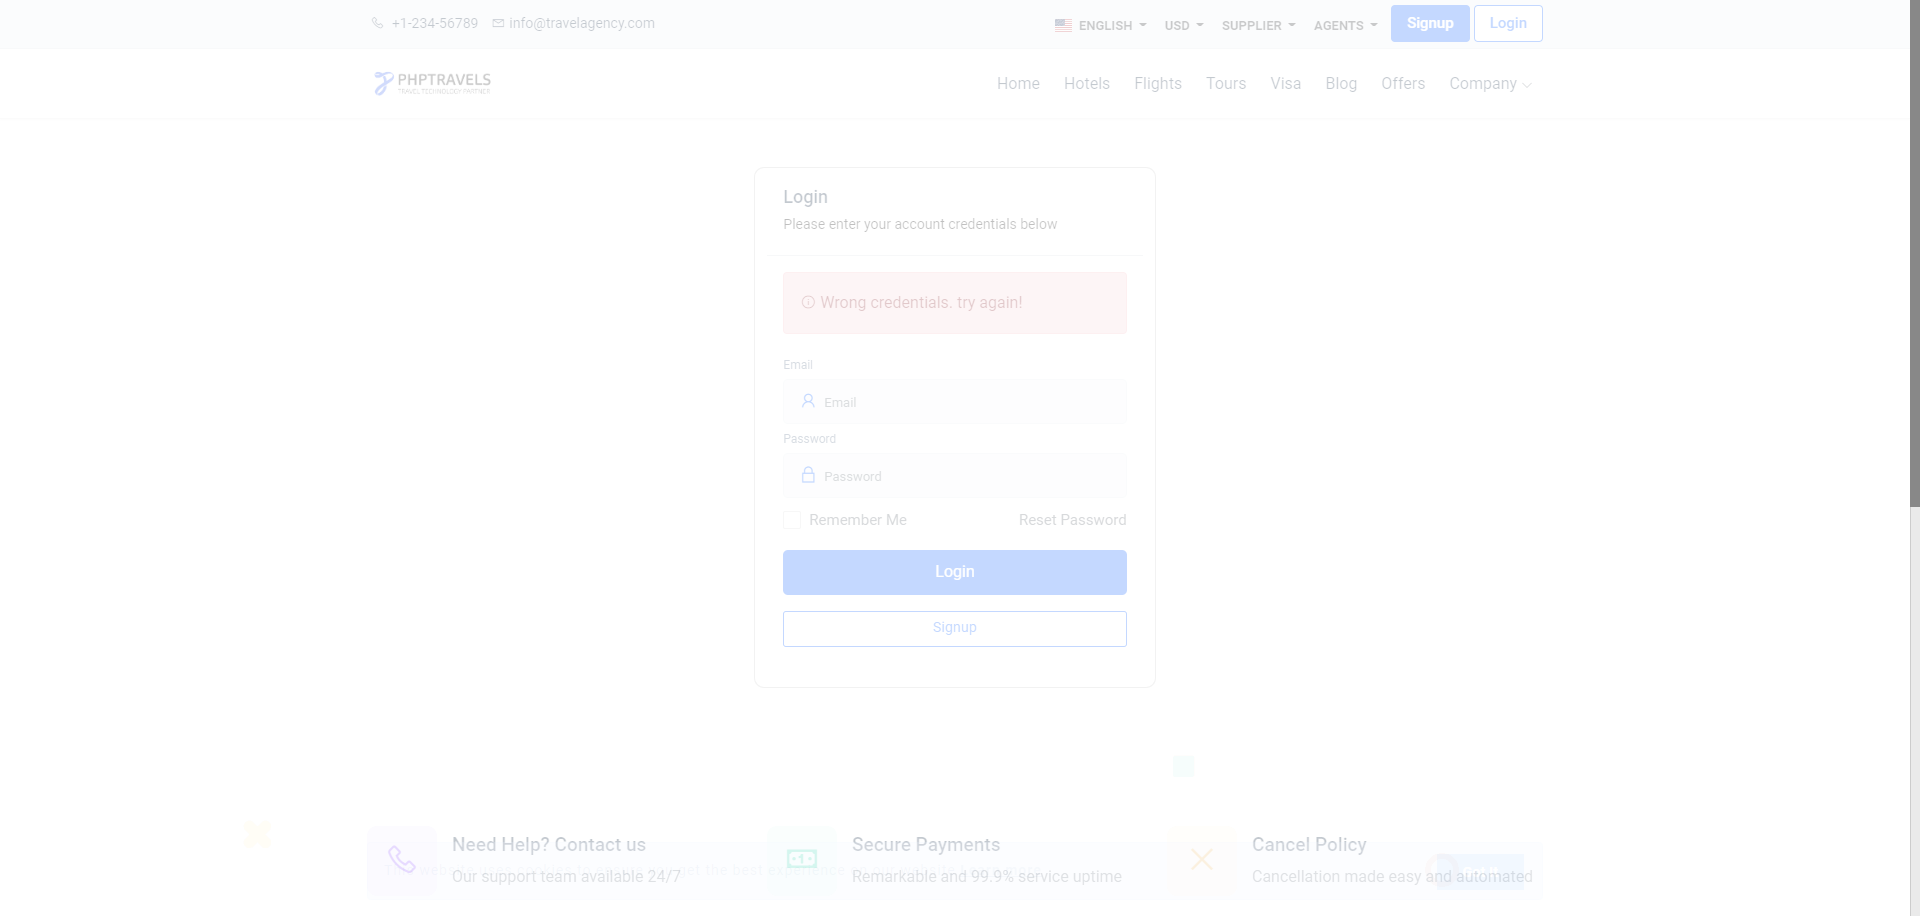 +1-234-56789 info@travelagency.com
ENGLISH USD SUPPLIER AGENTS Signup Login
PHPTRAVELS
TRAVEL TECHNOLOGY PARTNER
Home Hotels Flights Tours Visa Blog Offers Company
Login
Please enter your account credentials below
Wrong credentials. try again!
Email
Email
Password
Password
Remember Me Reset Password
Login
Signup
Need Help? Contact us
Our support team available 24/7
Secure Payments
Remarkable and 99.9% service uptime
Cancel Policy
Cancellation made easy and automated